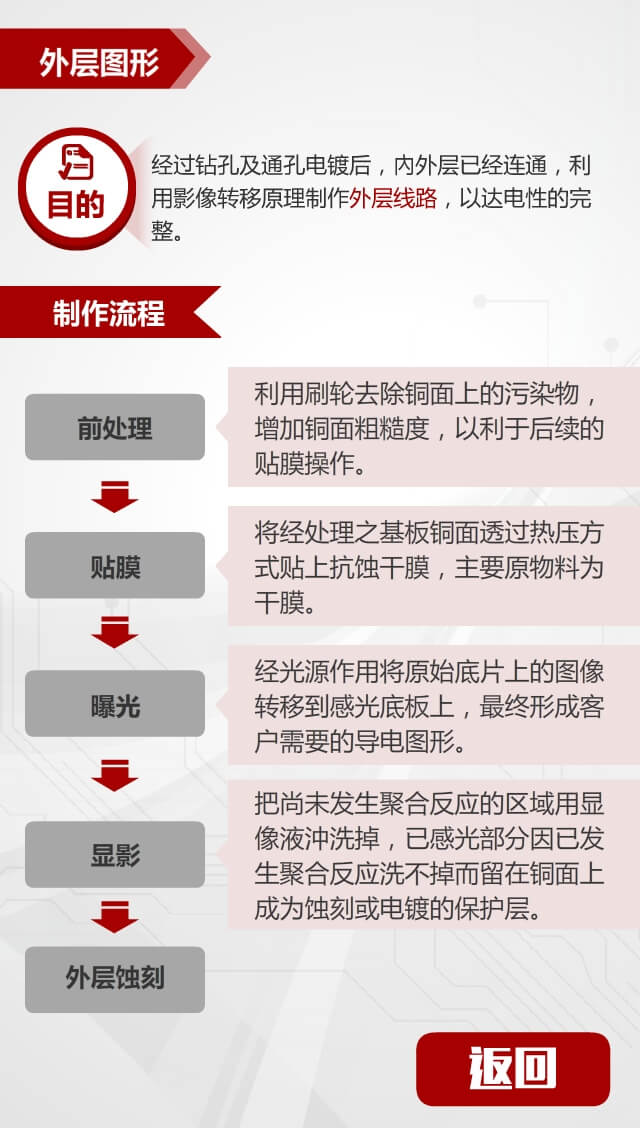 外层图形
目的
经过钻孔及通孔电镀后，内外层已经连通，利
用影像转移原理制作外层线路，以达电性的完
整。
制作流程
前处理
利用刷轮去除铜面上的污染物，
增加铜面粗糙度，以利于后续的
贴膜操作。
贴膜
将经处理之基板铜面透过热压方
式贴上抗蚀干膜，主要原物料为
干膜。
曝光
经光源作用将原始底片上的图像
转移到感光底板上，最终形成客
户需要的导电图形。
显影
把尚未发生聚合反应的区域用显
像液冲洗掉，已感光部分因已发
生聚合反应洗不掉而留在铜面上
成为蚀刻或电镀的保护层。
外层蚀刻
返回